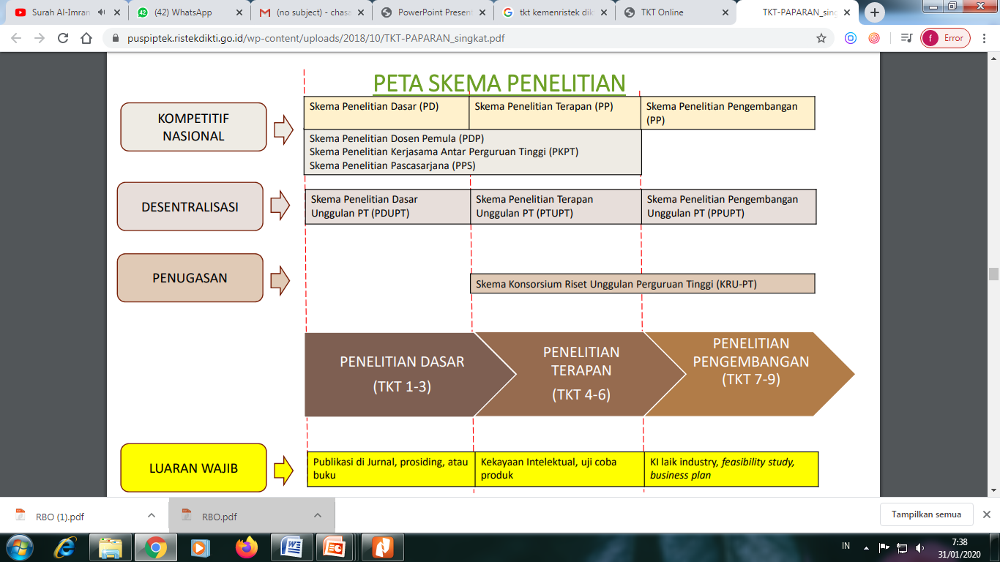 Surah Al-Imran
(42) WhatsApp
(no subject) - chasa
PowerPoint Present
tkt kemenristek dik
TKT Online
TKT-PAPARAN_sing
puspiptek.ristekdikti.go.id/wp-content/uploads/2018/10/TKT-PAPARAN_singkat.pdf
f Error
PETA SKEMA PENELITIAN
KOMPETITIF
NASIONAL
Skema Penelitian Dasar (PD)
Skema Penelitian Terapan (PP)
Skema Penelitian Pengembangan
(PP)
Skema Penelitian Dosen Pemula (PDP)
Skema Penelitian Kerjasama Antar Perguruan Tinggi (PKPT)
Skema Penelitian Pascasarjana (PPS)
DESENTRALISASI
Skema Penelitian Dasar
Unggulan PT (PDUPT)
Skema Penelitian Terapan
Unggulan PT (PTUPT)
Skema Penelitian Pengembangan
Unggulan PT (PPUPT)
PENUGASAN
Skema Konsorsium Riset Unggulan Perguruan Tinggi (KRU-PT)
PENELITIAN DASAR
(TKT 1-3)
PENELITIAN
TERAPAN
(TKT 4-6)
PENELITIAN
PENGEMBANGAN
(TKT 7-9)
LUARAN WAJIB
Publikasi di Jurnal, prosiding, atau
buku
Kekayaan Intelektual, uji coba
produk
KI laik industry, feasibility study,
business plan
RBO (1).pdf
RBO.pdf
Tampilkan semua
IN
7:38
31/01/2020